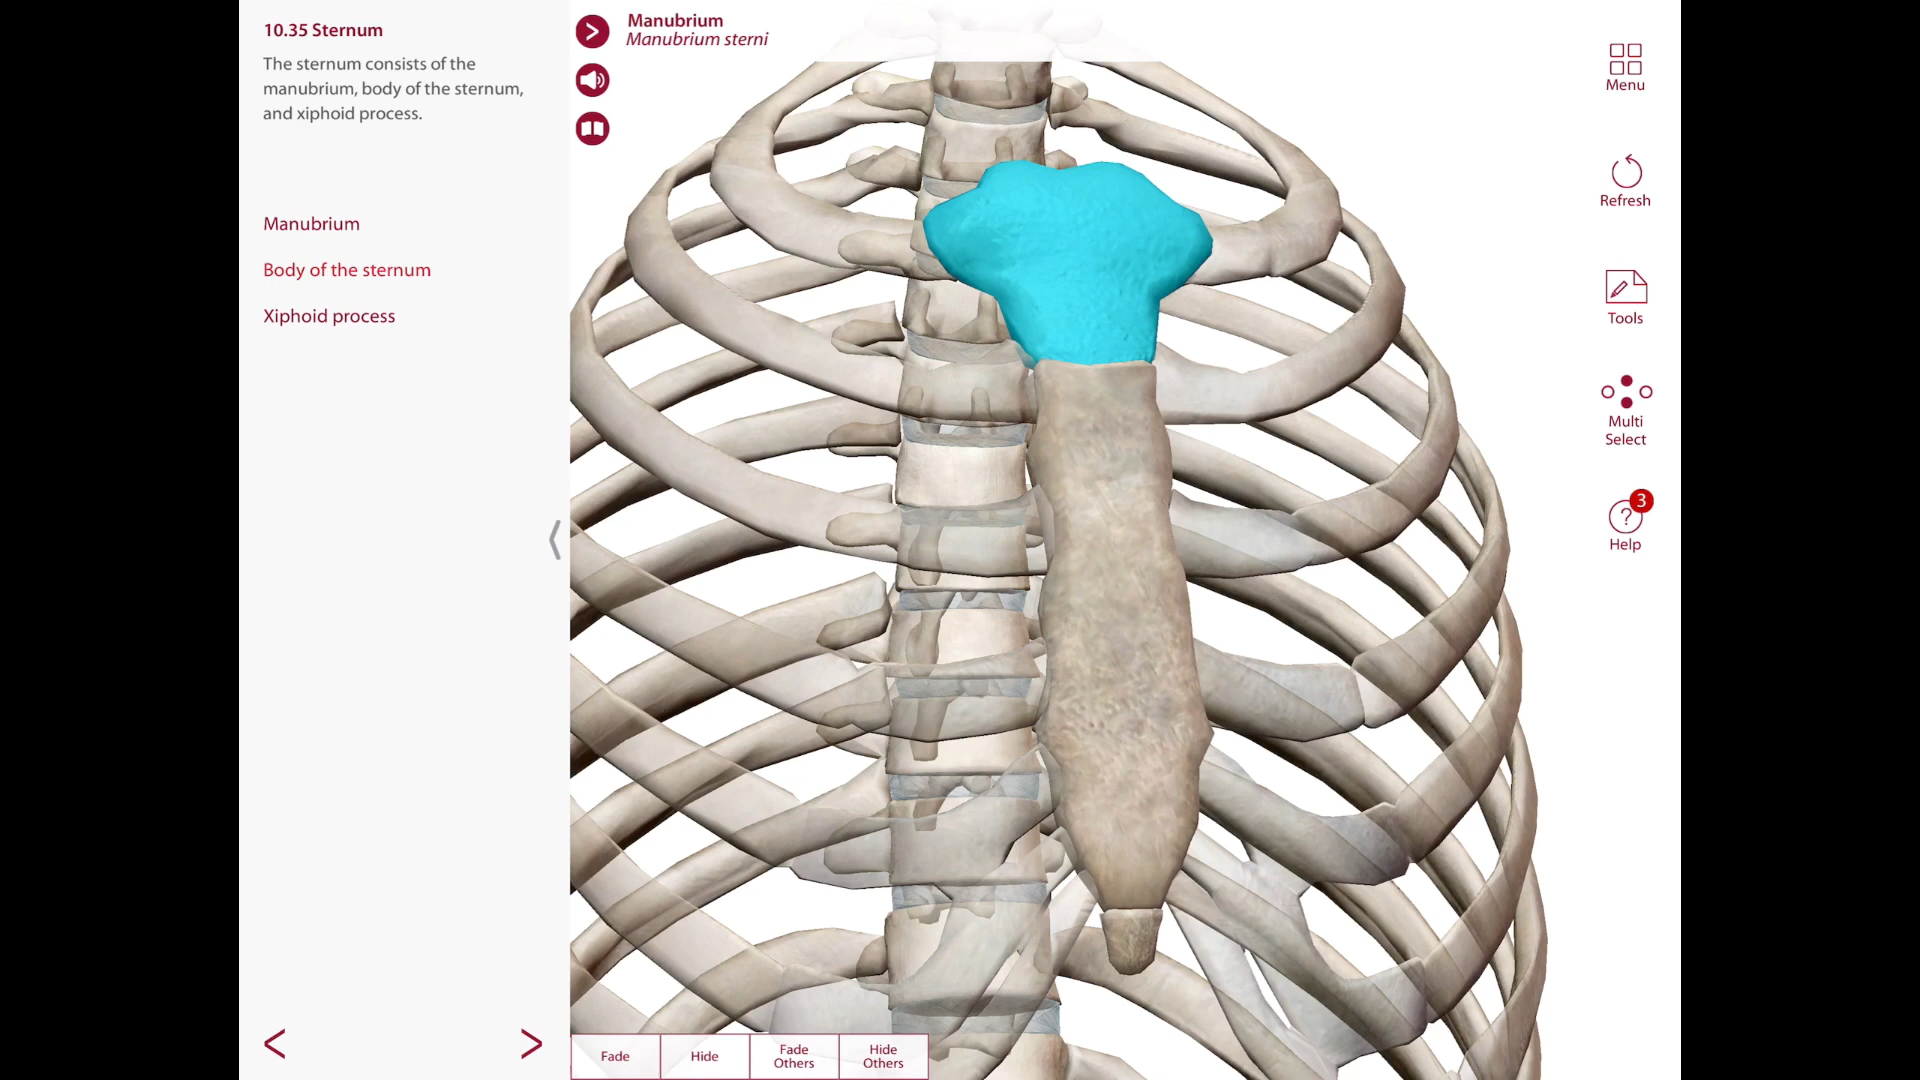 10.35 Sternum
The sternum consists of the
manubrium, body of the sternum,
and xiphoid process.
Manubrium
Body of the sternum
Xiphoid process
<
>
>
Manubrium
Manubrium sterni
Menu
Refresh
Tools
Multi
Select
3
?
Help
Fade
Hide
Fade
Others
Hide
Others